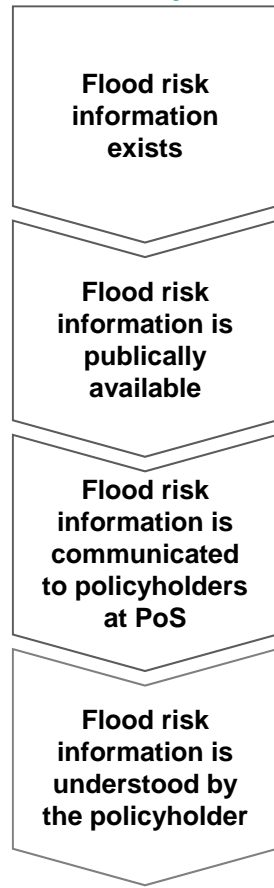 Flood risk
information
exists
Flood risk
information is
publically
available
Flood risk
information is
communicated
to policyholders
at PoS
Flood risk
information is
understood by
the policyholder